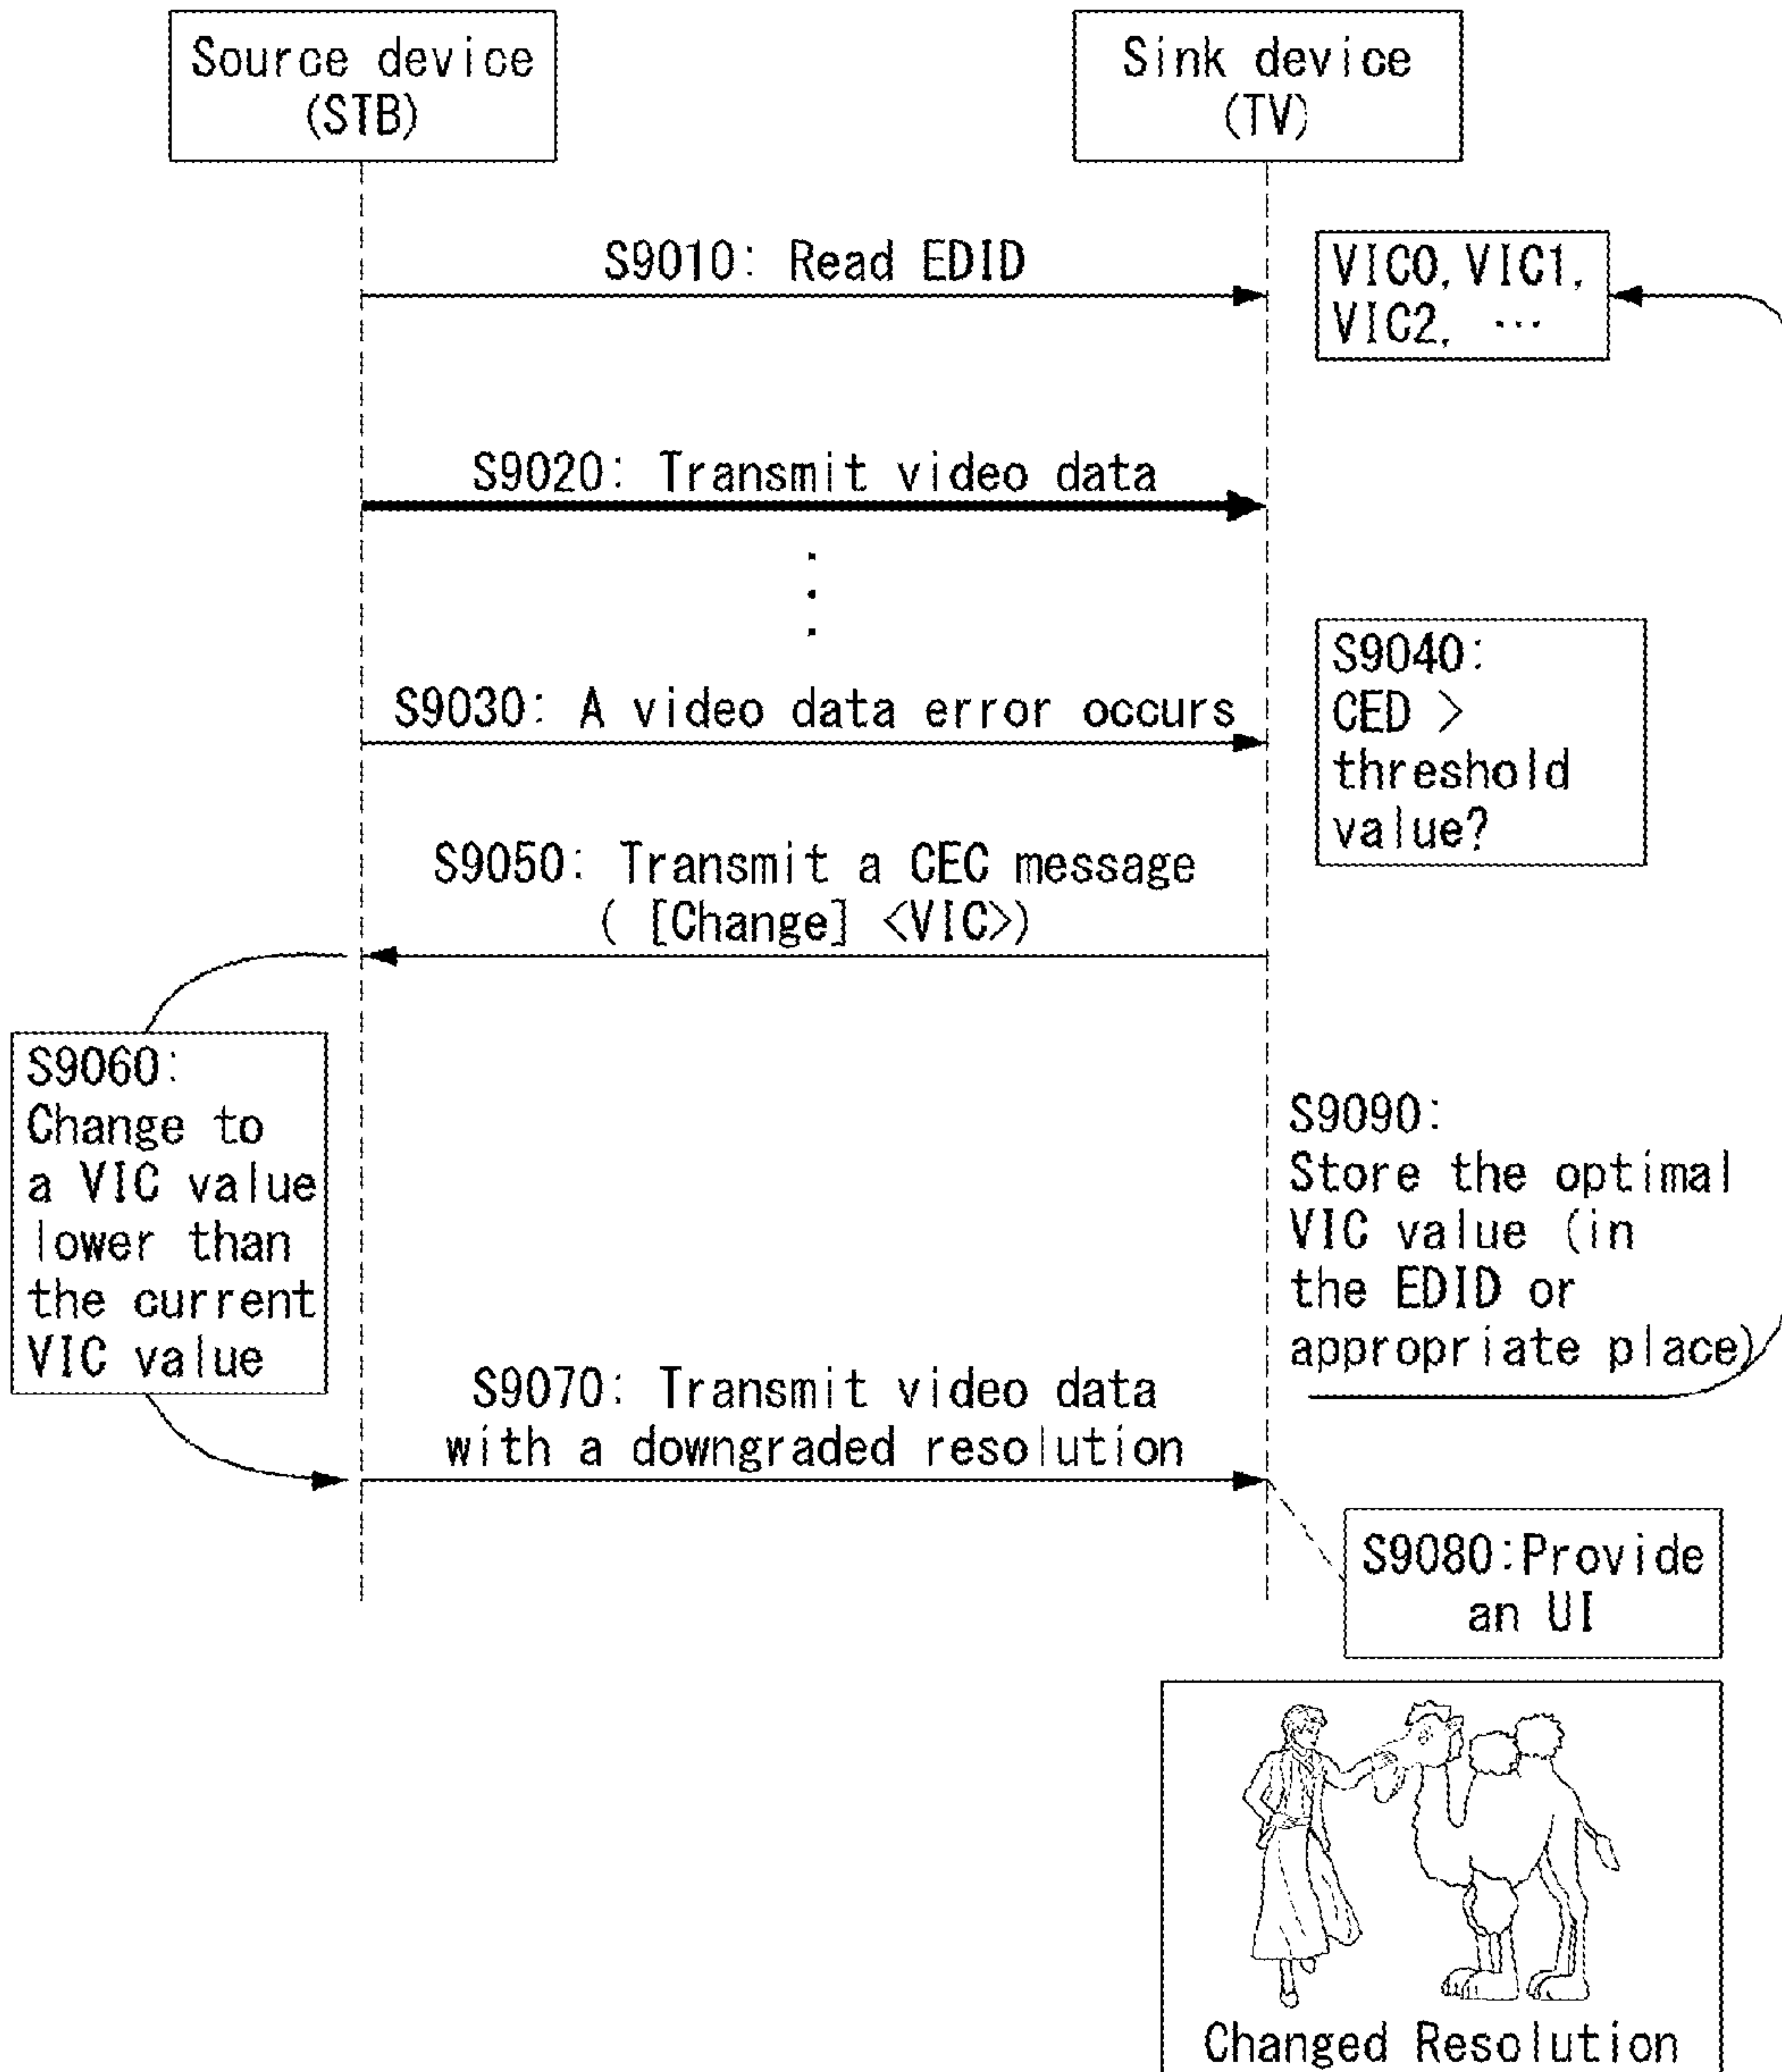 Source device
(STB)
Sink device
(TV)
S9010: Read EDID
VIC0, VIC1,
VIC2, ...
S9020: Transmit video data
S9030: A video data error occurs
S9040:
CED >
threshold
value?
S9050: Transmit a CEC message
( [Change] <VIC>)
S9060:
Change to
a VIC value
lower than
the current
VIC value
S9090:
Store the optimal
VIC value (in
the EDID or
appropriate place)
S9070: Transmit video data
with a downgraded resolution
S9080:Provide
an UI
Changed Resolution